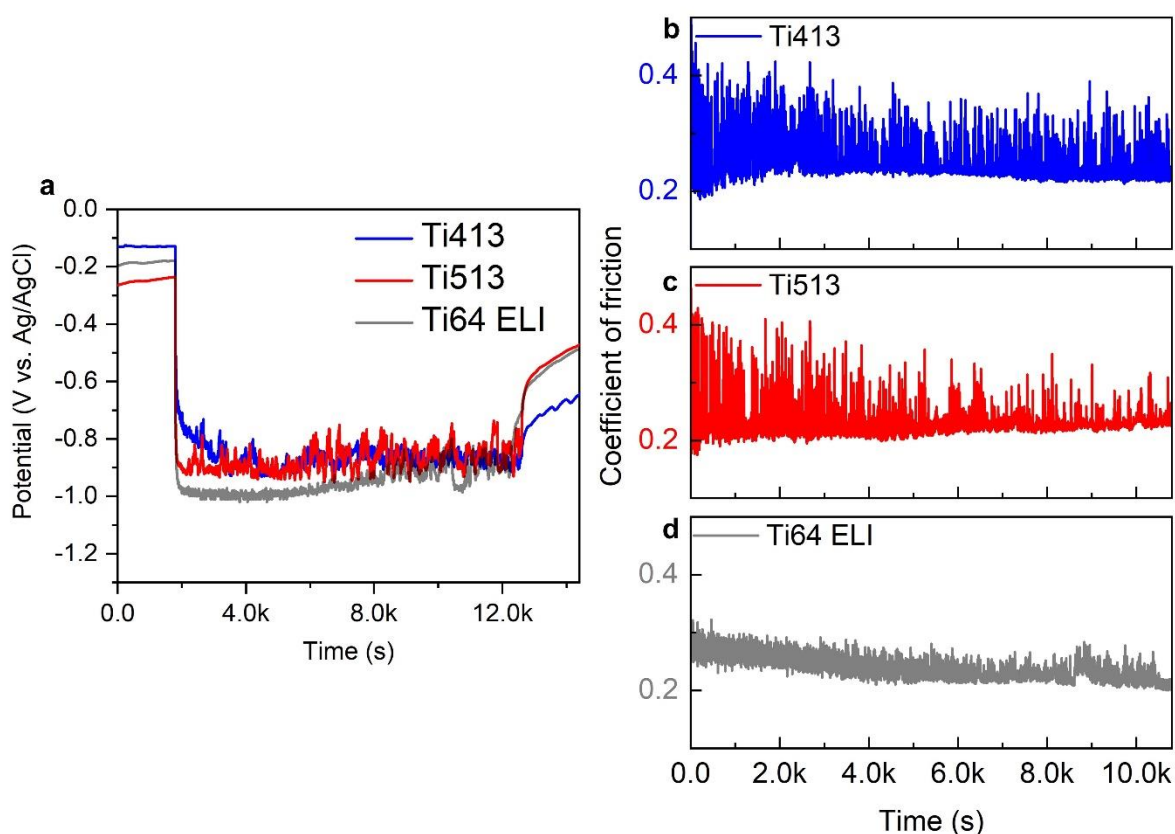 a
Potential (V vs. Ag/AgCl)
0.0
-0.2
-0.4
-0.6
-0.8
-1.0
-1.2
Ti413
Ti513
Ti64 ELI
0.0 4.0k 8.0k 12.0k
Time (s)
Coefficient of friction
b
Ti413
0.4
0.2
c
Ti513
0.4
0.2
d
Ti64 ELI
0.4
0.2
0.0 2.0k 4.0k 6.0k 8.0k 10.0k
Time (s)